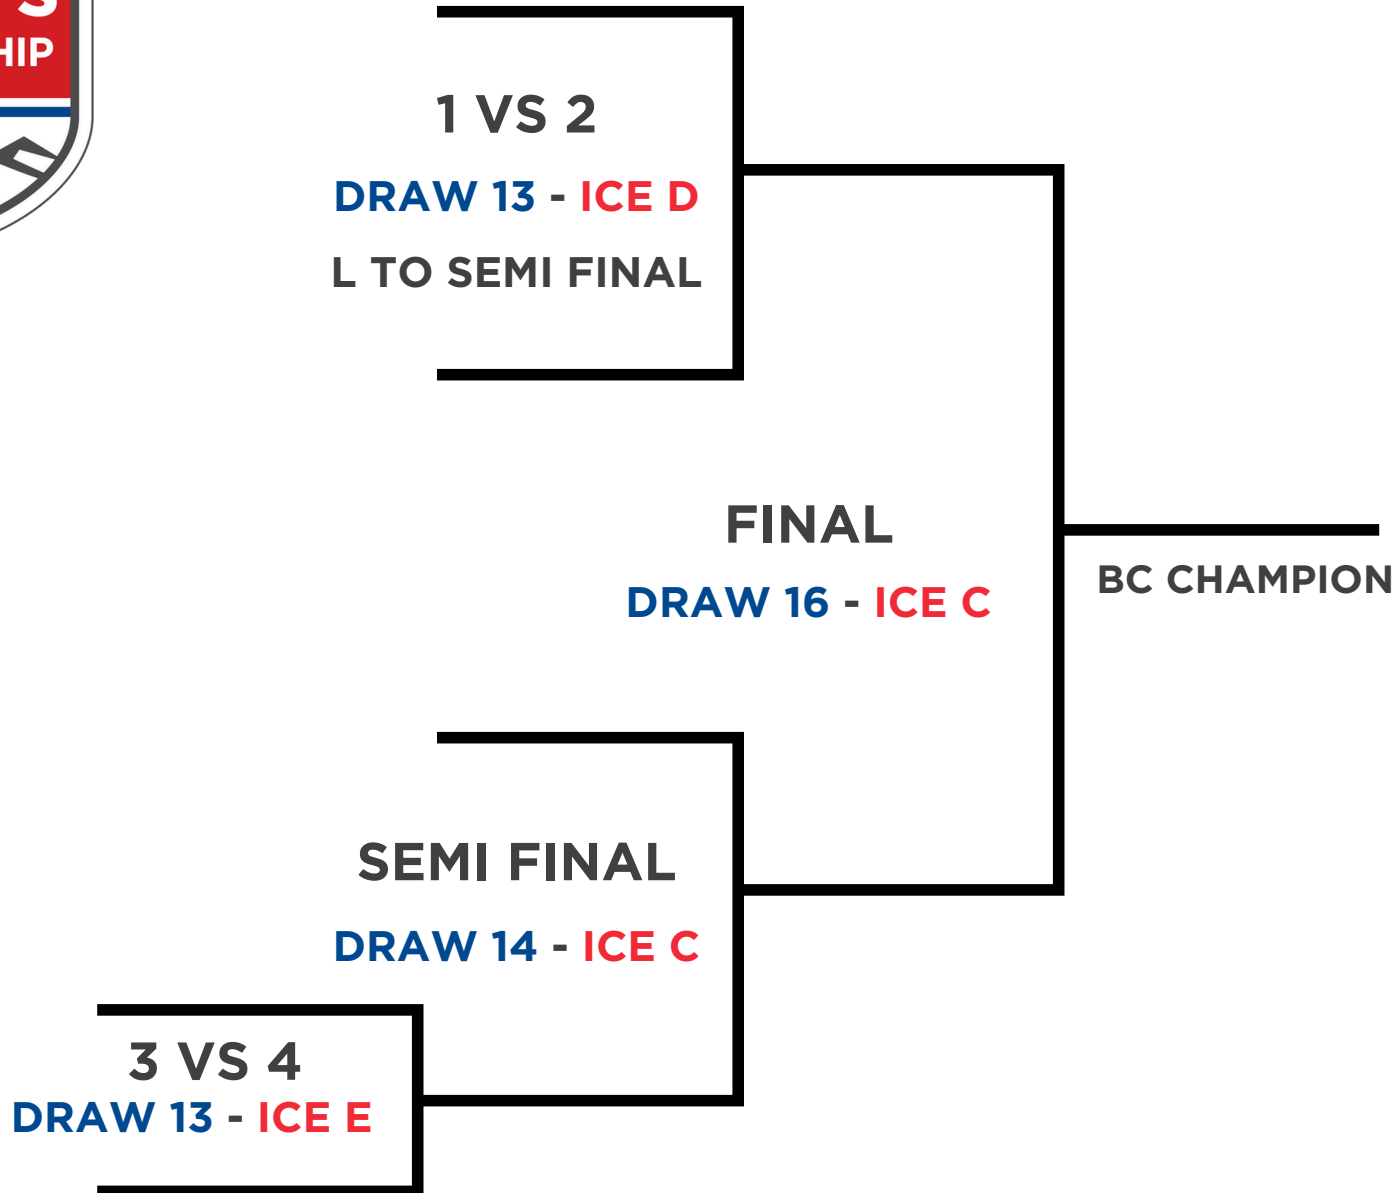 S
HIP
1 VS 2
DRAW 13 - ICE D
L TO SEMI FINAL
FINAL
DRAW 16 - ICE C
BC CHAMPION
SEMI FINAL
DRAW 14 - ICE C
3 VS 4
DRAW 13 - ICE E